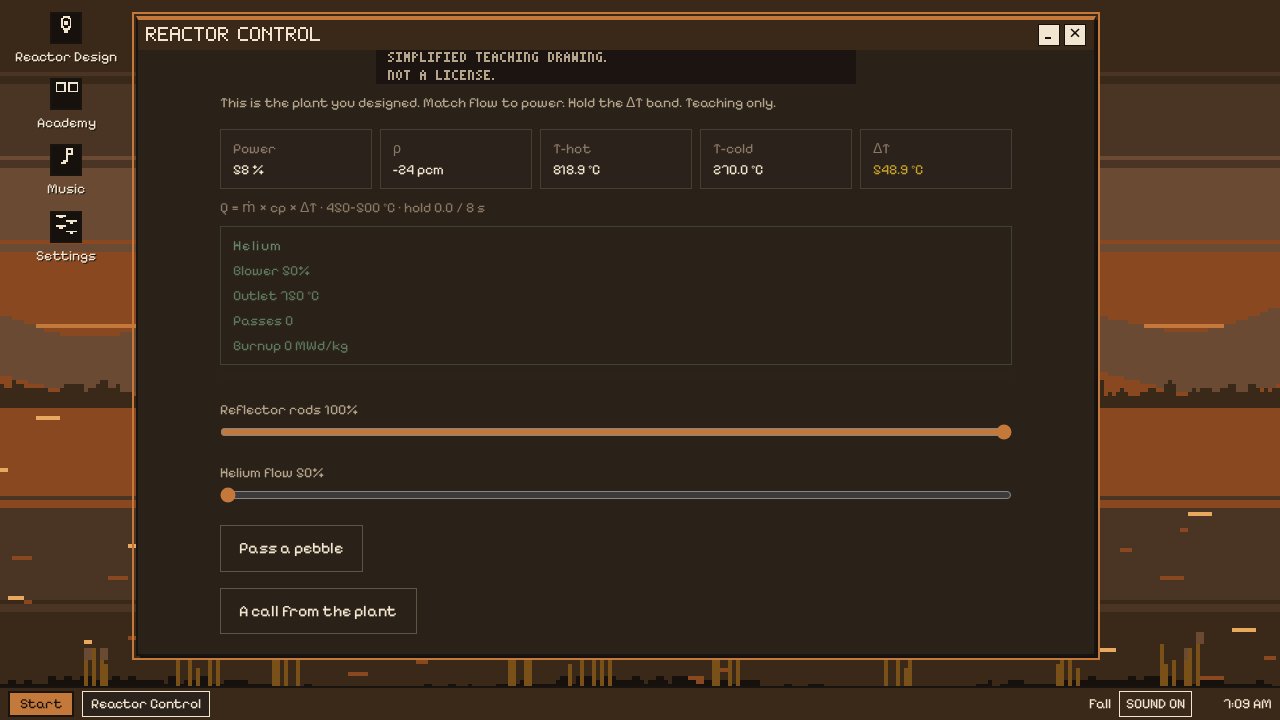 Reactor Design
Academy
Music
Settings
REACTOR CONTROL
SIMPLIFIED TEACHING DRAWING.
NOT A LICENSE.
This is the plant you designed. Match flow to power. Hold the ΔT band. Teaching only.
Power
58 %
ρ
-24 pcm
T-hot
818.9 °C
T-cold
270.0 °C
ΔT
548.9 °C
Q = ṁ × cp × ΔT · 450–500 °C · hold 0.0 / 8 s
Helium
Blower 50%
Outlet 750 °C
Passes 0
Burnup 0 MWd/kg
Reflector rods 100%
Helium flow 50%
Pass a pebble
A call from the plant
Start
Reactor Control
Fall
SOUND ON
7:09 AM